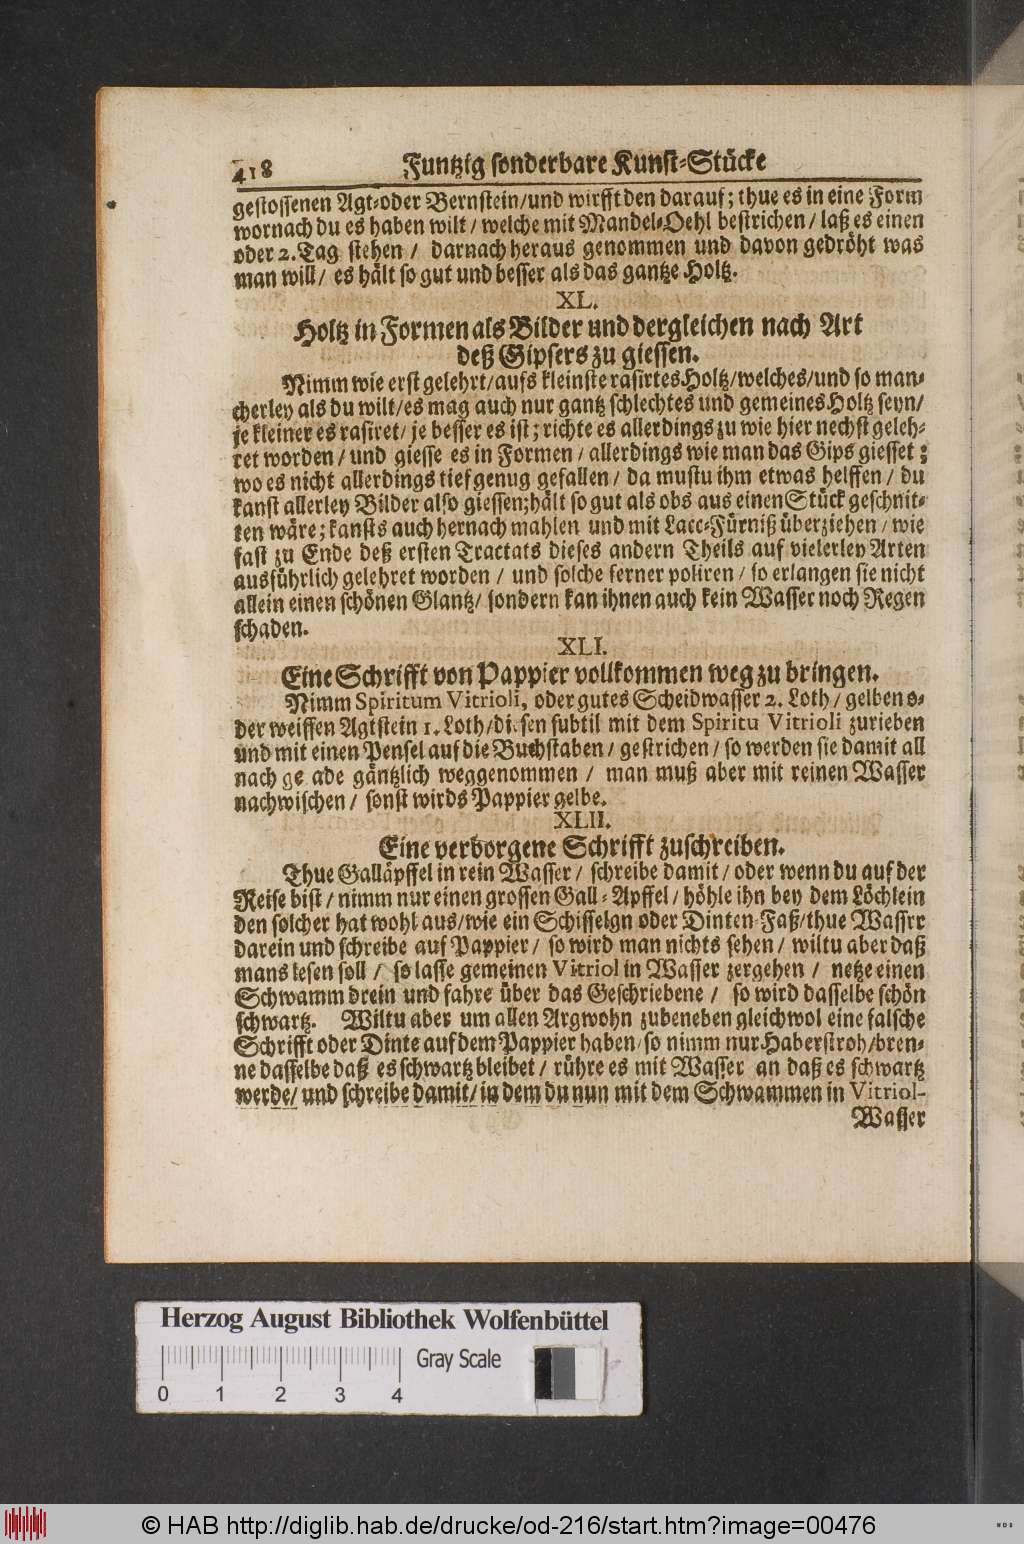 418 Funtzig sonderbare Kunst-Stücke
gestossenen Agt-oder Bernstein/und wirfft den darauf; thue es in eine Form
wornach du es haben wilt / welche mit Mandel-Oehl bestrichen / laß es einen
oder 2. Tag stehen / darnach heraus genommen und davon gedröht was
man will/ es hält so gut und besser als das gantze Holtz.
XL.
Holtz in Formen als Bilder und dergleichen nach Art
deß Gipsers zu giessen.
Nimm wie erst gelehrt/aufs kleinste rasirtes Holtz/welches/und so man-
cherley als du wilt/es mag auch nur gantz schlechtes und gemeines Holtz seyn/
je kleiner es rasiret/ je besser es ist; richte es allerdings zu wie hier nechst geleh-
ret worden / und giesse es in Formen / allerdings wie man das Gips giesset;
wo es nicht allerdings tief genug gefallen / da mustu ihm etwas helffen / du
kanst allerley Bilder also giessen;hält so gut als obs aus einen Stück geschnit-
ten wäre; kansts auch hernach mahlen und mit Lacc-Fürniß überziehen / wie
fast zu Ende deß ersten Tractats dieses andern Theils auf vielerley Arten
ausführlich gelehret worden / und solche ferner poliren / so erlangen sie nicht
allein einen schönen Glantz/ sondern kan ihnen auch kein Wasser noch Regen
schaden.
XLI.
Eine Schrifft von Pappier vollkommen weg zu bringen.
Nimm Spiritum Vitrioli, oder gutes Scheidwasser 2. Loth / gelben o-
der weissen Agtstein 1. Loth/disen subtil mit dem Spiritu Vitrioli zurieben
und mit einen Pensel auf die Buchstaben / gestrichen / so werden sie damit all
nach ge ade gäntzlich weggenommen / man muß aber mit reinen Wasser
nachwischen / sonst wirds Pappier gelbe.
XLII.
Eine verborgene Schrifft zuschreiben.
Thue Galläpffel in rein Wasser / schreibe damit / oder wenn du auf der
Reise bist / nimm nur einen grossen Gall-Apffel / höhle ihn bey dem Löchlein
den solcher hat wohl aus/wie ein Schisselgn oder Dinten-Faß/thue Wasser
darein und schreibe auf Pappier / so wird man nichts sehen / wiltu aber daß
mans lesen soll / so lasse gemeinen Vitriol in Wasser zergehen / netze einen
Schwamm drein und fahre über das Geschriebene / so wird dasselbe schön
schwartz. Wiltu aber um allen Argwohn zubeneben gleichwol eine falsche
Schrifft oder Dinte auf dem Pappier haben/so nimm nur Haberstroh/bren-
ne dasselbe daß es schwartz bleibet / rühre es mit Wasser an daß es schwartz
werde/ und schreibe damit/ in dem du nun mit dem Schwammen in Vitriol-
Wasser
Herzog August Bibliothek Wolfenbüttel
Gray Scale
0 1 2 3 4
© HAB http://diglib.hab.de/drucke/od-216/start.htm?image=00476